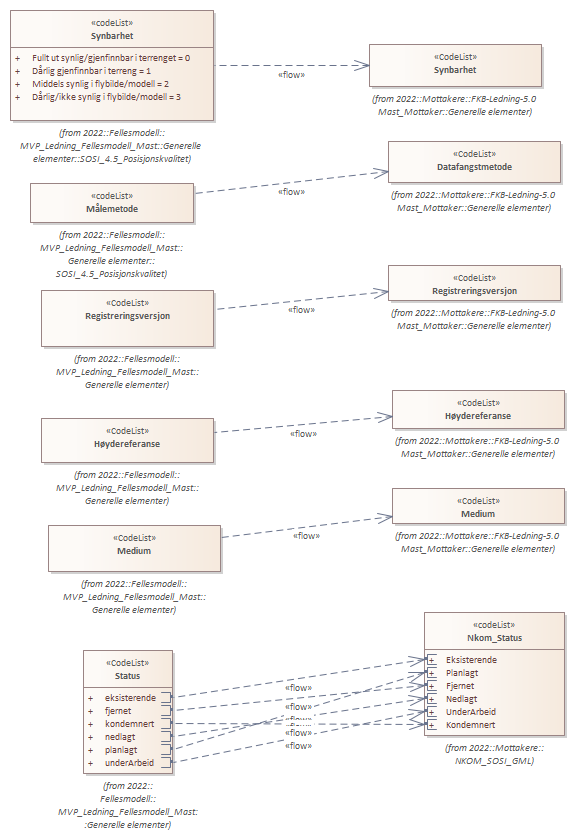 «codeList»
Synbarhet
+ Fullt ut synlig/gjenfinnbar i terrenget = 0
+ Dårlig gjenfinnbar i terreng = 1
+ Middels synlig i flybilde/modell = 2
+ Dårlig/ikke synlig i flybilde/modell = 3
(from 2022::Fellesmodell::
MVP_Ledning_Fellesmodell_Mast::Generelle
elementer::SOSI_4.5_Posisjonskvalitet)
«flow»
«codeList»
Synbarhet
(from 2022::Mottakere::FKB-Ledning-5.0
Mast_Mottaker::Generelle elementer)
«codeList»
Målemetode
(from 2022::Fellesmodell::
MVP_Ledning_Fellesmodell_Mast::
Generelle elementer::
SOSI_4.5_Posisjonskvalitet)
«flow»
«CodeList»
Datafangstmetode
(from 2022::Mottakere::FKB-Ledning-5.0
Mast_Mottaker::Generelle elementer)
«CodeList»
Registreringsversjon
(from 2022::Fellesmodell::
MVP_Ledning_Fellesmodell_Mast::
Generelle elementer)
«flow»
«CodeList»
Registreringsversjon
(from 2022::Mottakere::FKB-Ledning-5.0
Mast_Mottaker::Generelle elementer)
«CodeList»
Høydereferanse
(from 2022::Fellesmodell::
MVP_Ledning_Fellesmodell_Mast::
Generelle elementer)
«flow»
«CodeList»
Høydereferanse
(from 2022::Mottakere::FKB-Ledning-5.0
Mast_Mottaker::Generelle elementer)
«CodeList»
Medium
(from 2022::Fellesmodell::
MVP_Ledning_Fellesmodell_Mast::
Generelle elementer)
«flow»
«CodeList»
Medium
(from 2022::Mottakere::FKB-Ledning-5.0
Mast_Mottaker::Generelle elementer)
«CodeList»
Status
+ eksisterende
+ fjernet
+ kondemnert
+ nedlagt
+ planlagt
+ underArbeid
(from 2022::
Fellesmodell::
MVP_Ledning_Fellesmodell_Mast:
:Generelle elementer)
«flow»
«flow»
«flow»
«flow»
«codeList»
Nkom_Status
+ Eksisterende
+ Planlagt
+ Fjernet
+ Nedlagt
+ UnderArbeid
+ Kondemnert
(from 2022::Mottakere::
NKOM_SOSI_GML)